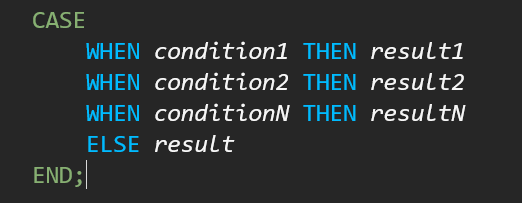 CASE
WHEN condition1 THEN result1
WHEN condition2 THEN result2
WHEN conditionN THEN resultN
ELSE result
END;